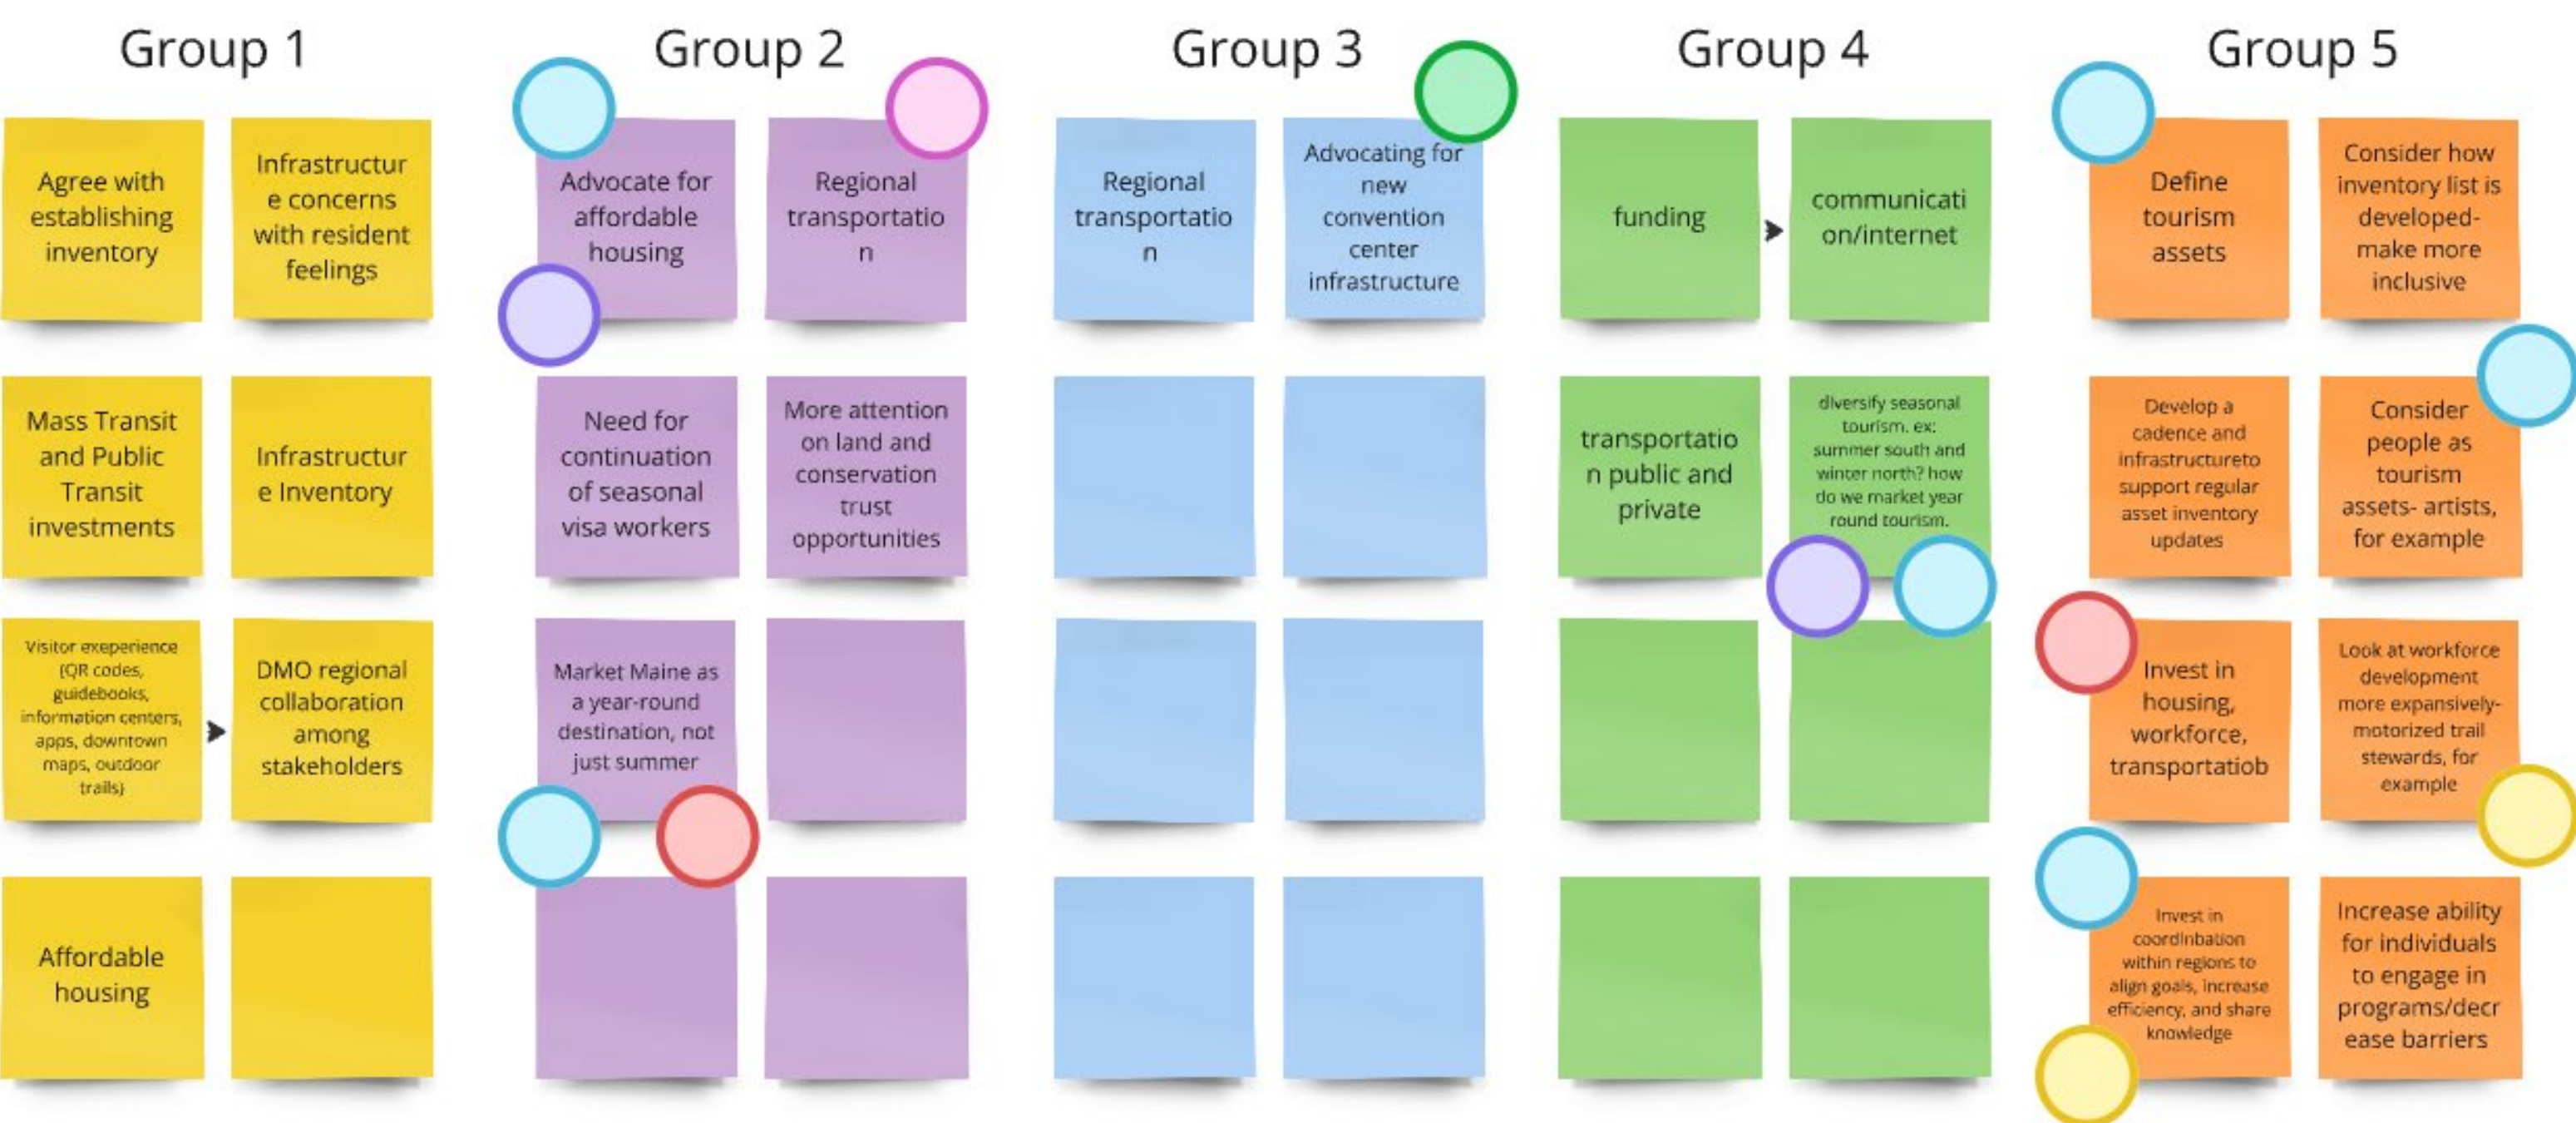 Group 1
Agree with
establishing
inventory
Infrastructur
e concerns
with resident
feelings
Mass Transit
and Public
Transit
investments
Infrastructur
e Inventory
Visitor exeperience
(QR codes,
guidebooks,
information centers,
apps, downtown
maps, outdoor
trails)
DMO regional
collaboration
among
stakeholders
Affordable
housing
Group 2
Advocate for
affordable
housing
Regional
transportatio
n
Need for
continuation
of seasonal
visa workers
More attention
on land and
conservation
trust
opportunities
Market Maine as
a year-round
destination, not
just summer
Group 3
Regional
transportatio
n
Advocating for
new
convention
center
infrastructure
Group 4
funding
communicati
on/internet
transportatio
n public and
private
diversify seasonal
tourism. ex:
summer south and
winter north? how
do we market year
round tourism.
Group 5
Define
tourism
assets
Consider how
inventory list is
developed-
make more
inclusive
Develop a
cadence and
infrastructureto
support regular
asset inventory
updates
Consider
people as
tourism
assets- artists,
for example
Invest in
housing,
workforce,
transportatiob
Look at workforce
development
more expansively-
motorized trail
stewards, for
example
Invest in
coordinbation
within regions to
align goals, increase
efficiency, and share
knowledge
Increase ability
for individuals
to engage in
programs/decr
ease barriers